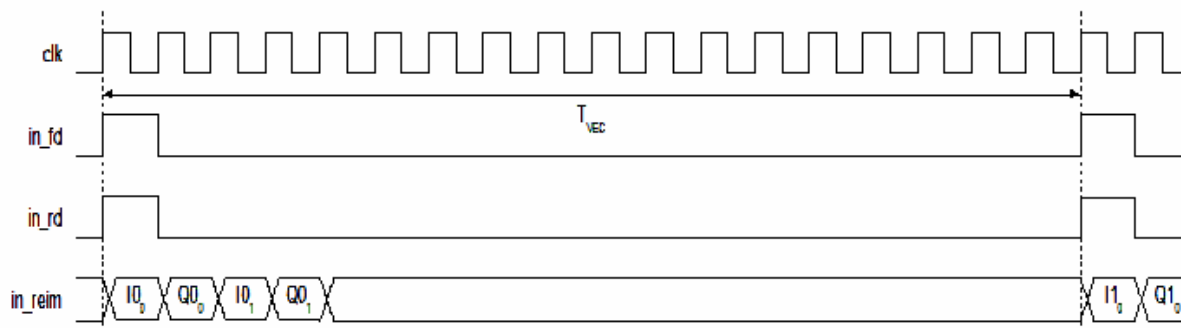 clk
T_VEC
in_fd
in_rd
in_reim I0_0 Q0_0 I0_1 Q0_1 I1_0 Q1_0